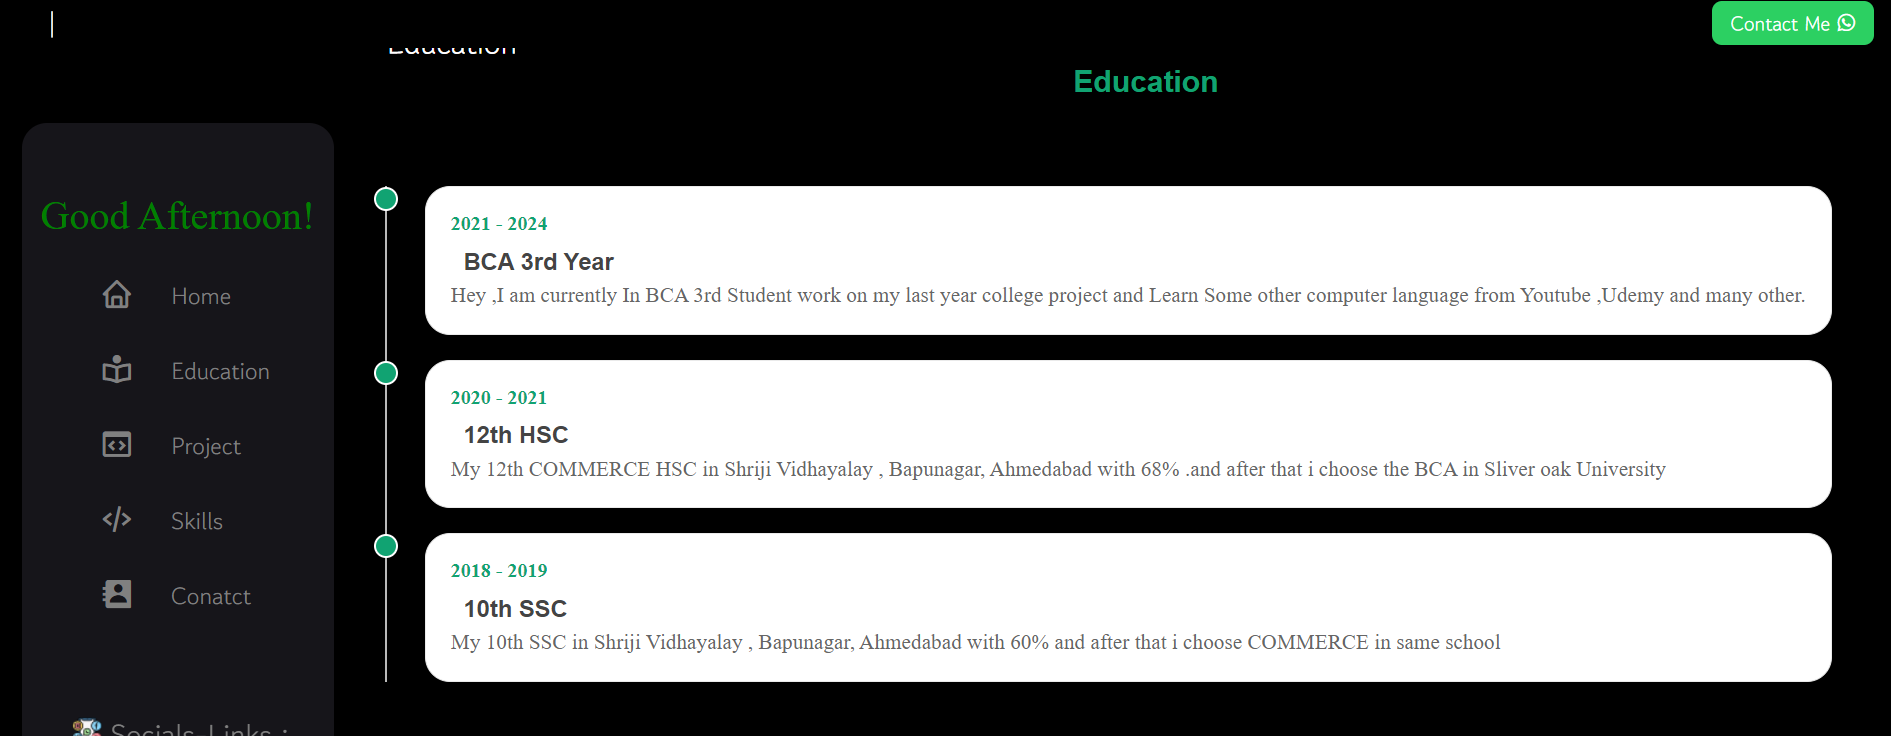 Contact Me
Education
Education
Good Afternoon!
Home
Education
Project
Skills
Conatct
Socials Links :
2021 - 2024
BCA 3rd Year
Hey ,I am currently In BCA 3rd Student work on my last year college project and Learn Some other computer language from Youtube ,Udemy and many other.
2020 - 2021
12th HSC
My 12th COMMERCE HSC in Shriji Vidhayalay , Bapunagar, Ahmedabad with 68% .and after that i choose the BCA in Sliver oak University
2018 - 2019
10th SSC
My 10th SSC in Shriji Vidhayalay , Bapunagar, Ahmedabad with 60% and after that i choose COMMERCE in same school